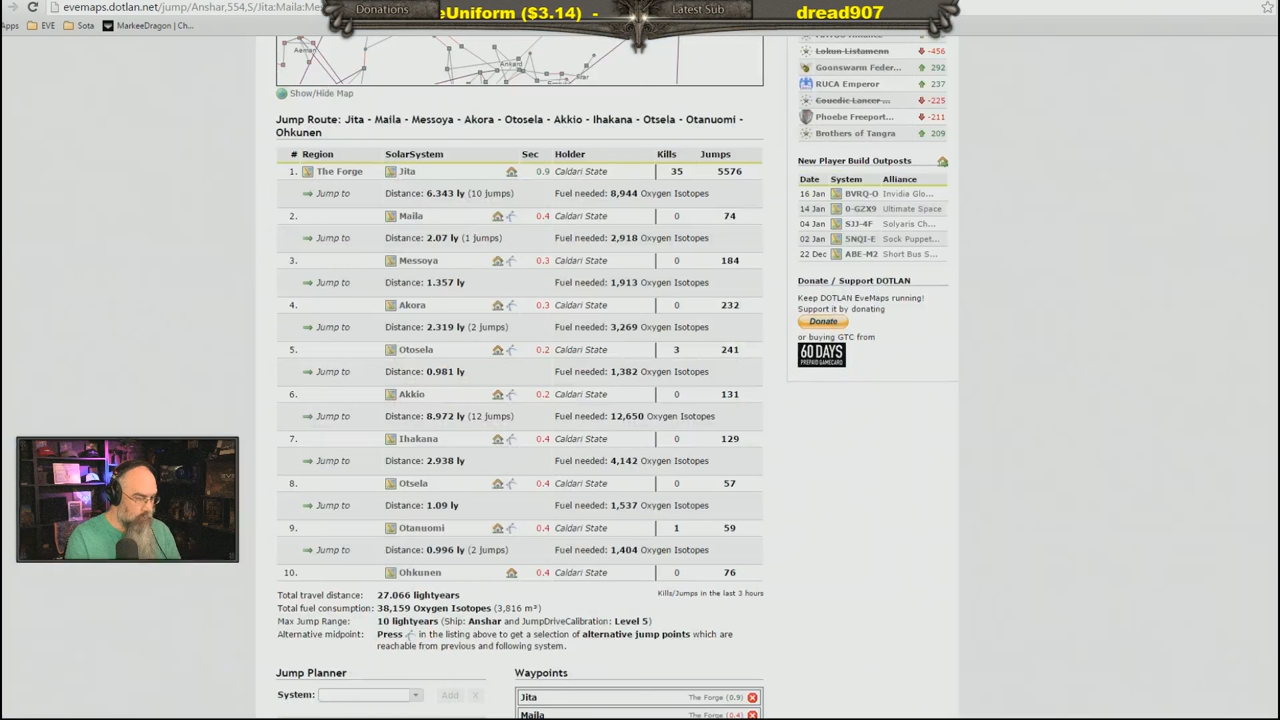 evemaps.dotlan.net/jump/Anshar,554,S/Jita:Maila:Me
Donations
eUniform ($3.14) -
Latest Sub
dread907
Apps EVE Sota MarkeeDragon | Ch...
Aeman
Ankard
Show/Hide Map
Jump Route: Jita - Maila - Messoya - Akora - Otosela - Akkio - Ihakana - Otsela - Otanuomi -
Ohkunen
# Region SolarSystem Sec Holder Kills Jumps
1. The Forge Jita 0.9 Caldari State 35 5576
Jump to Distance: 6.343 ly (10 jumps) Fuel needed: 8,944 Oxygen Isotopes
2. Maila 0.4 Caldari State 0 74
Jump to Distance: 2.07 ly (1 jumps) Fuel needed: 2,918 Oxygen Isotopes
3. Messoya 0.3 Caldari State 0 184
Jump to Distance: 1.357 ly Fuel needed: 1,913 Oxygen Isotopes
4. Akora 0.3 Caldari State 0 232
Jump to Distance: 2.319 ly (2 jumps) Fuel needed: 3,269 Oxygen Isotopes
5. Otosela 0.2 Caldari State 3 241
Jump to Distance: 0.981 ly Fuel needed: 1,382 Oxygen Isotopes
6. Akkio 0.2 Caldari State 0 131
Jump to Distance: 8.972 ly (12 jumps) Fuel needed: 12,650 Oxygen Isotopes
7. Ihakana 0.4 Caldari State 0 129
Jump to Distance: 2.938 ly Fuel needed: 4,142 Oxygen Isotopes
8. Otsela 0.4 Caldari State 0 57
Jump to Distance: 1.09 ly Fuel needed: 1,537 Oxygen Isotopes
9. Otanuomi 0.4 Caldari State 1 59
Jump to Distance: 0.996 ly (2 jumps) Fuel needed: 1,404 Oxygen Isotopes
10. Ohkunen 0.4 Caldari State 0 76
Total travel distance: 27.066 lightyears
Kills/Jumps in the last 3 hours
Total fuel consumption: 38,159 Oxygen Isotopes (3,816 m³)
Max Jump Range: 10 lightyears (Ship: Anshar and JumpDriveCalibration: Level 5)
Alternative midpoint: Press in the listing above to get a selection of alternative jump points which are
reachable from previous and following system.
Jump Planner
System: Add X
Waypoints
Jita The Forge (0.9)
Maila The Forge (0.4)
Lokun Listamenn -456
Goonswarm Feder... 292
RUCA Emperor 237
Couedic Lancer ... -225
Phoebe Freeport... -211
Brothers of Tangra 209
New Player Build Outposts
Date System Alliance
16 Jan BVRQ-O Invidia Glo...
14 Jan 0-GZX9 Ultimate Space
04 Jan SJJ-4F Solyaris Ch...
02 Jan 5NQI-E Sock Puppet...
22 Dec ABE-M2 Short Bus S...
Donate / Support DOTLAN
Keep DOTLAN EveMaps running!
Support it by donating
Donate
or buying GTC from
60 DAYS
PREPAID GAMECARD